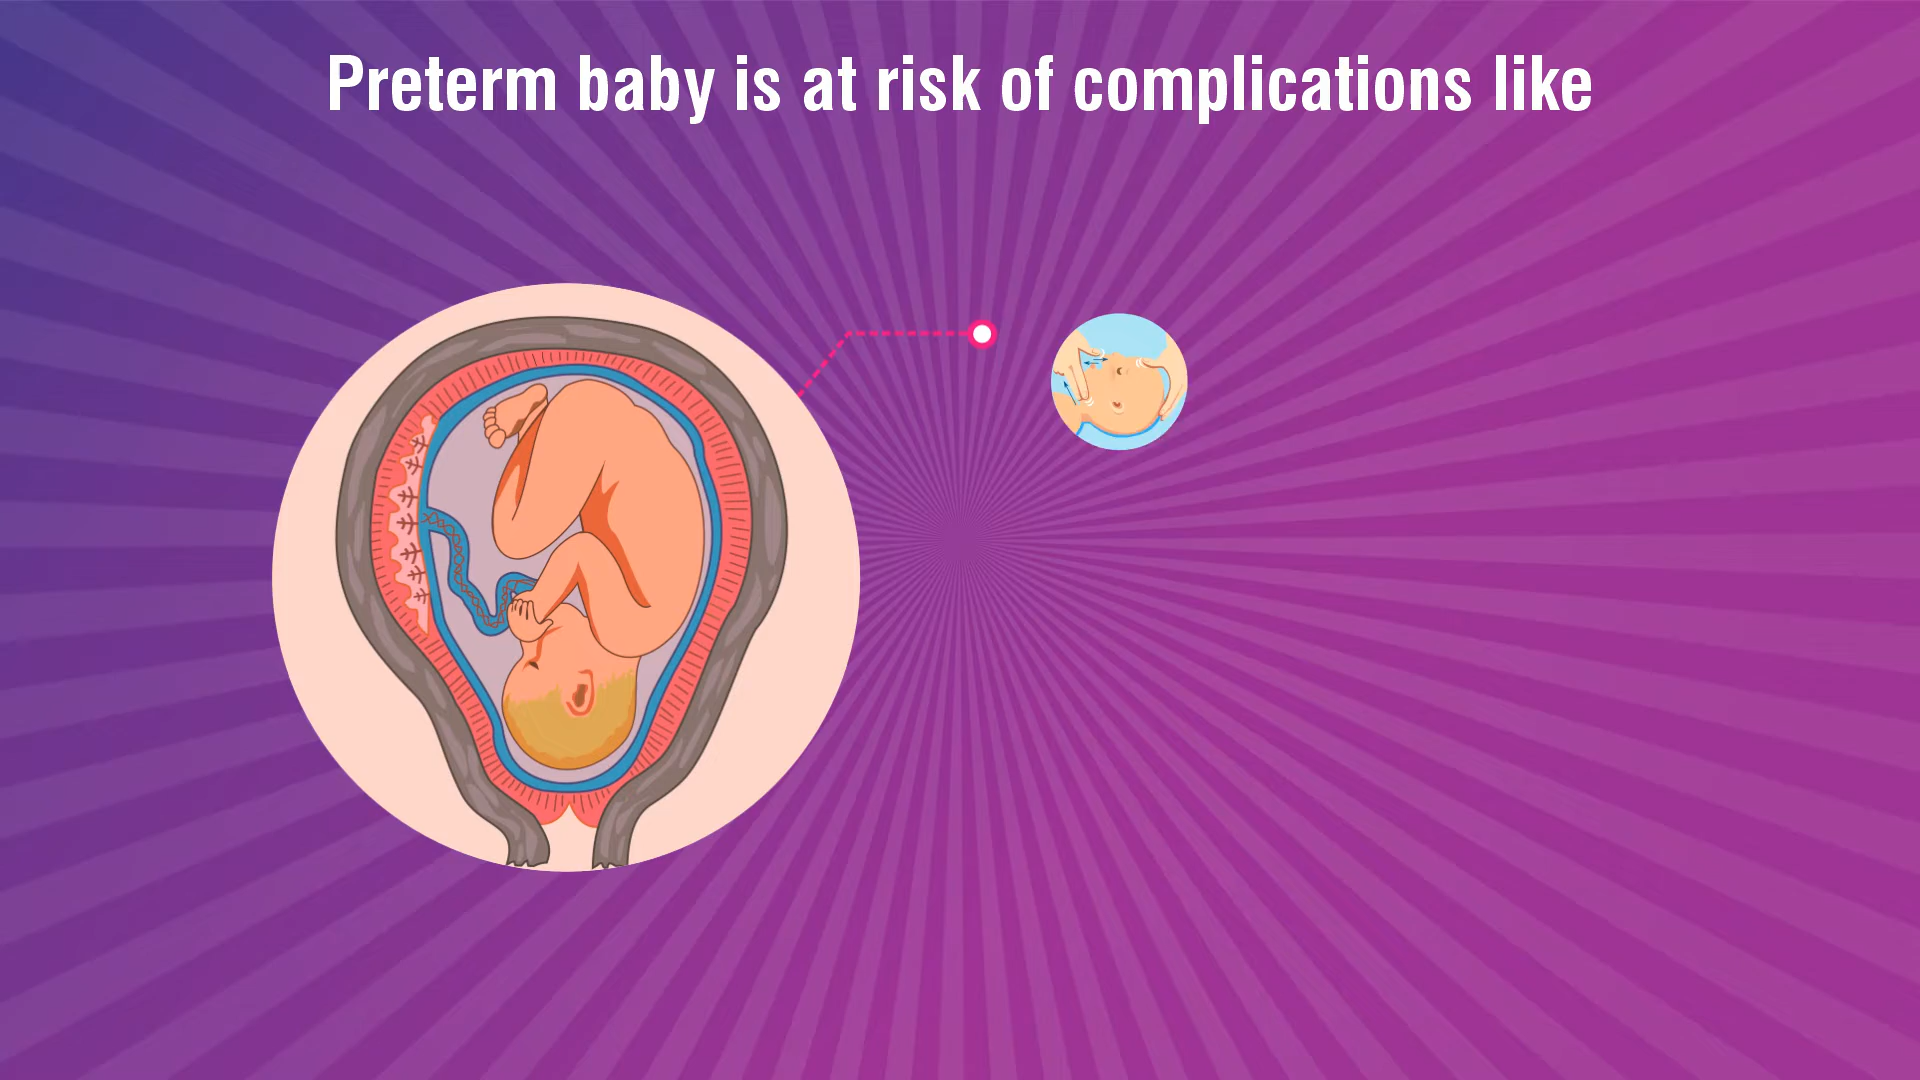 Preterm baby is at risk of complications like